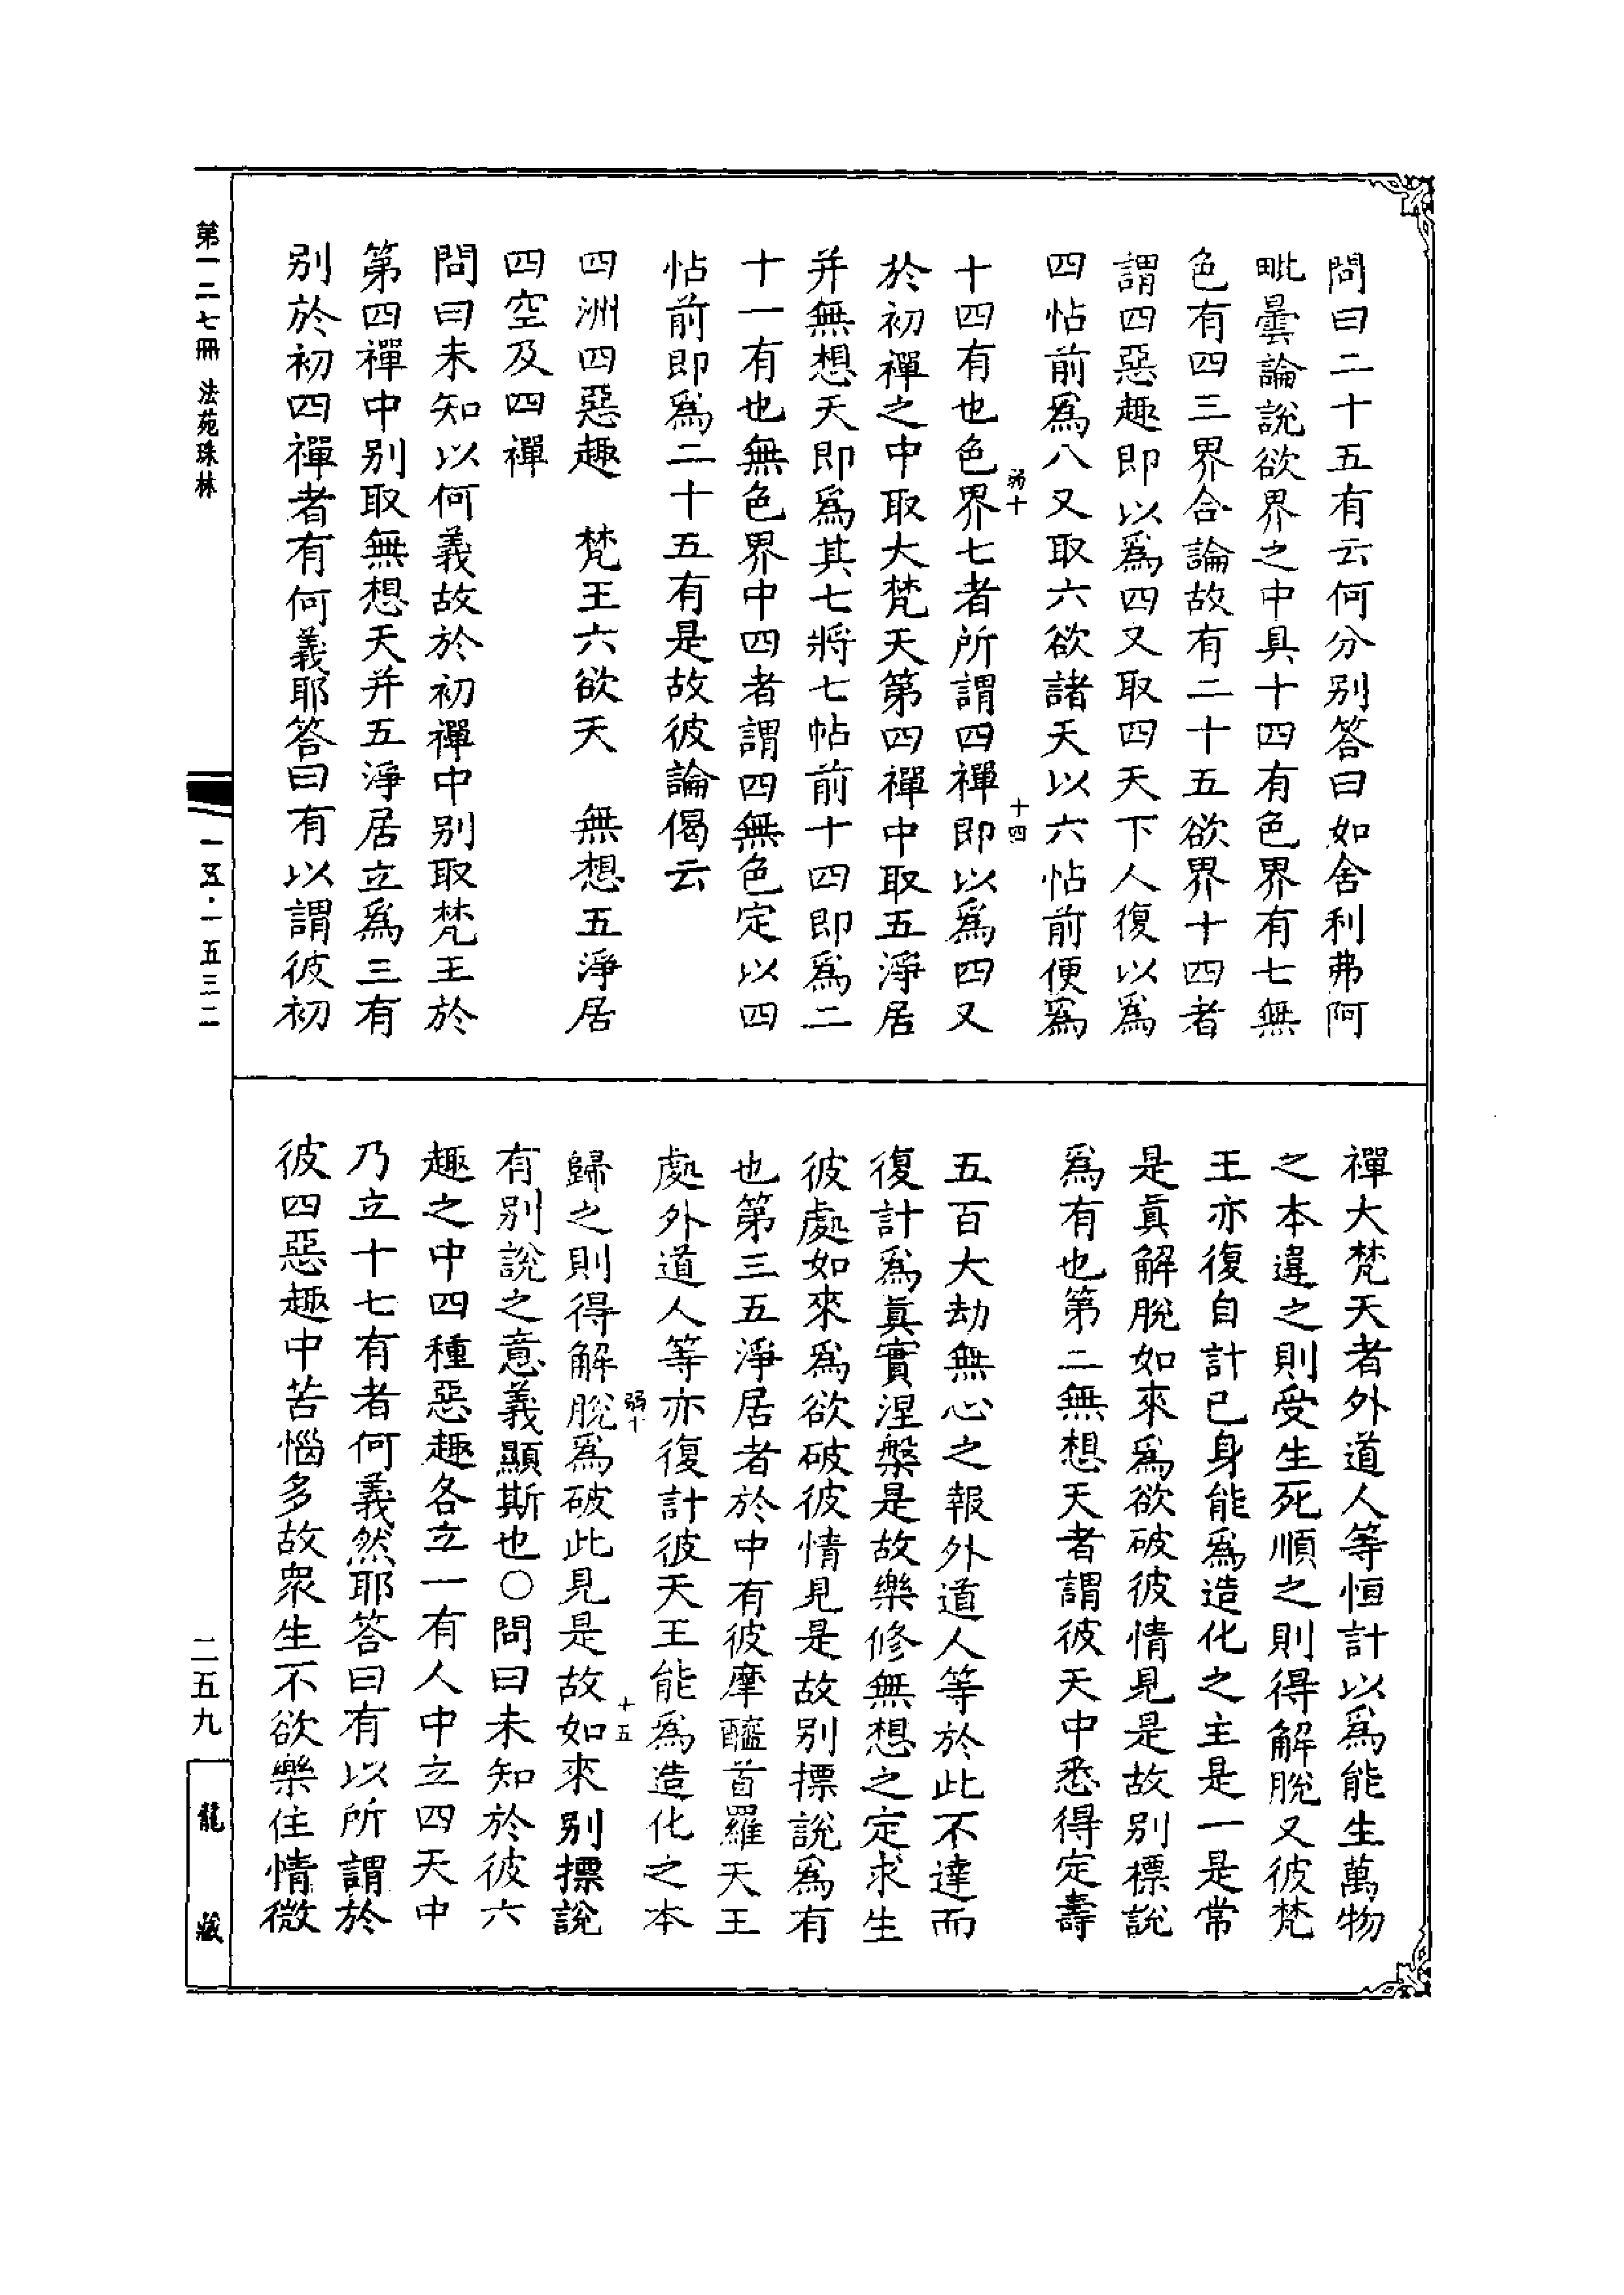 問曰二十五有云何分別答曰如舍利弗阿
毗曇論說欲界之中具十四有色界有七無
色有四三界合論故有二十五欲界十四者
謂四惡趣即以爲四又取四天下人復以爲
四帖前爲八又取六欲諸天以六帖前便爲
弱十
十四
十四有也色界七者所謂四禪即以爲四又
於初禪之中取大梵天第四禪中取五淨居
并無想天即爲其七將七帖前十四即爲二
十一有也無色界中四者謂四無色定以四
帖前即爲二十五有是故彼論偈云
四洲四惡趣　梵王六欲天　無想五淨居
四空及四禪
問曰未知以何義故於初禪中別取梵王於
第四禪中別取無想天并五淨居立爲三有
別於初四禪者有何義耶答曰有以謂彼初
禪大梵天者外道人等恒計以爲能生萬物
之本違之則受生死順之則得解脫又彼梵
王亦復自計已身能爲造化之主是一是常
是眞解脫如來爲欲破彼情見是故別標說
爲有也第二無想天者謂彼天中悉得定壽
五百大劫無心之報外道人等於此不達而
復計爲眞實涅槃是故樂修無想之定求生
彼處如來爲欲破彼情見是故別摽說爲有
也第三五淨居者於中有彼摩醯首羅天王
處外道人等亦復計彼天王能爲造化之本
弱十
十五
歸之則得解脫爲破此見是故如來別摽說
有別說之意義顯斯也〇問曰未知於彼六
趣之中四種惡趣各立一有人中立四天中
乃立十七有者何義然耶答曰有以所謂於
彼四惡趣中苦惱多故衆生不欲樂住情微
第一二七冊 法苑珠林
一五·一五三二
二五九
龍藏